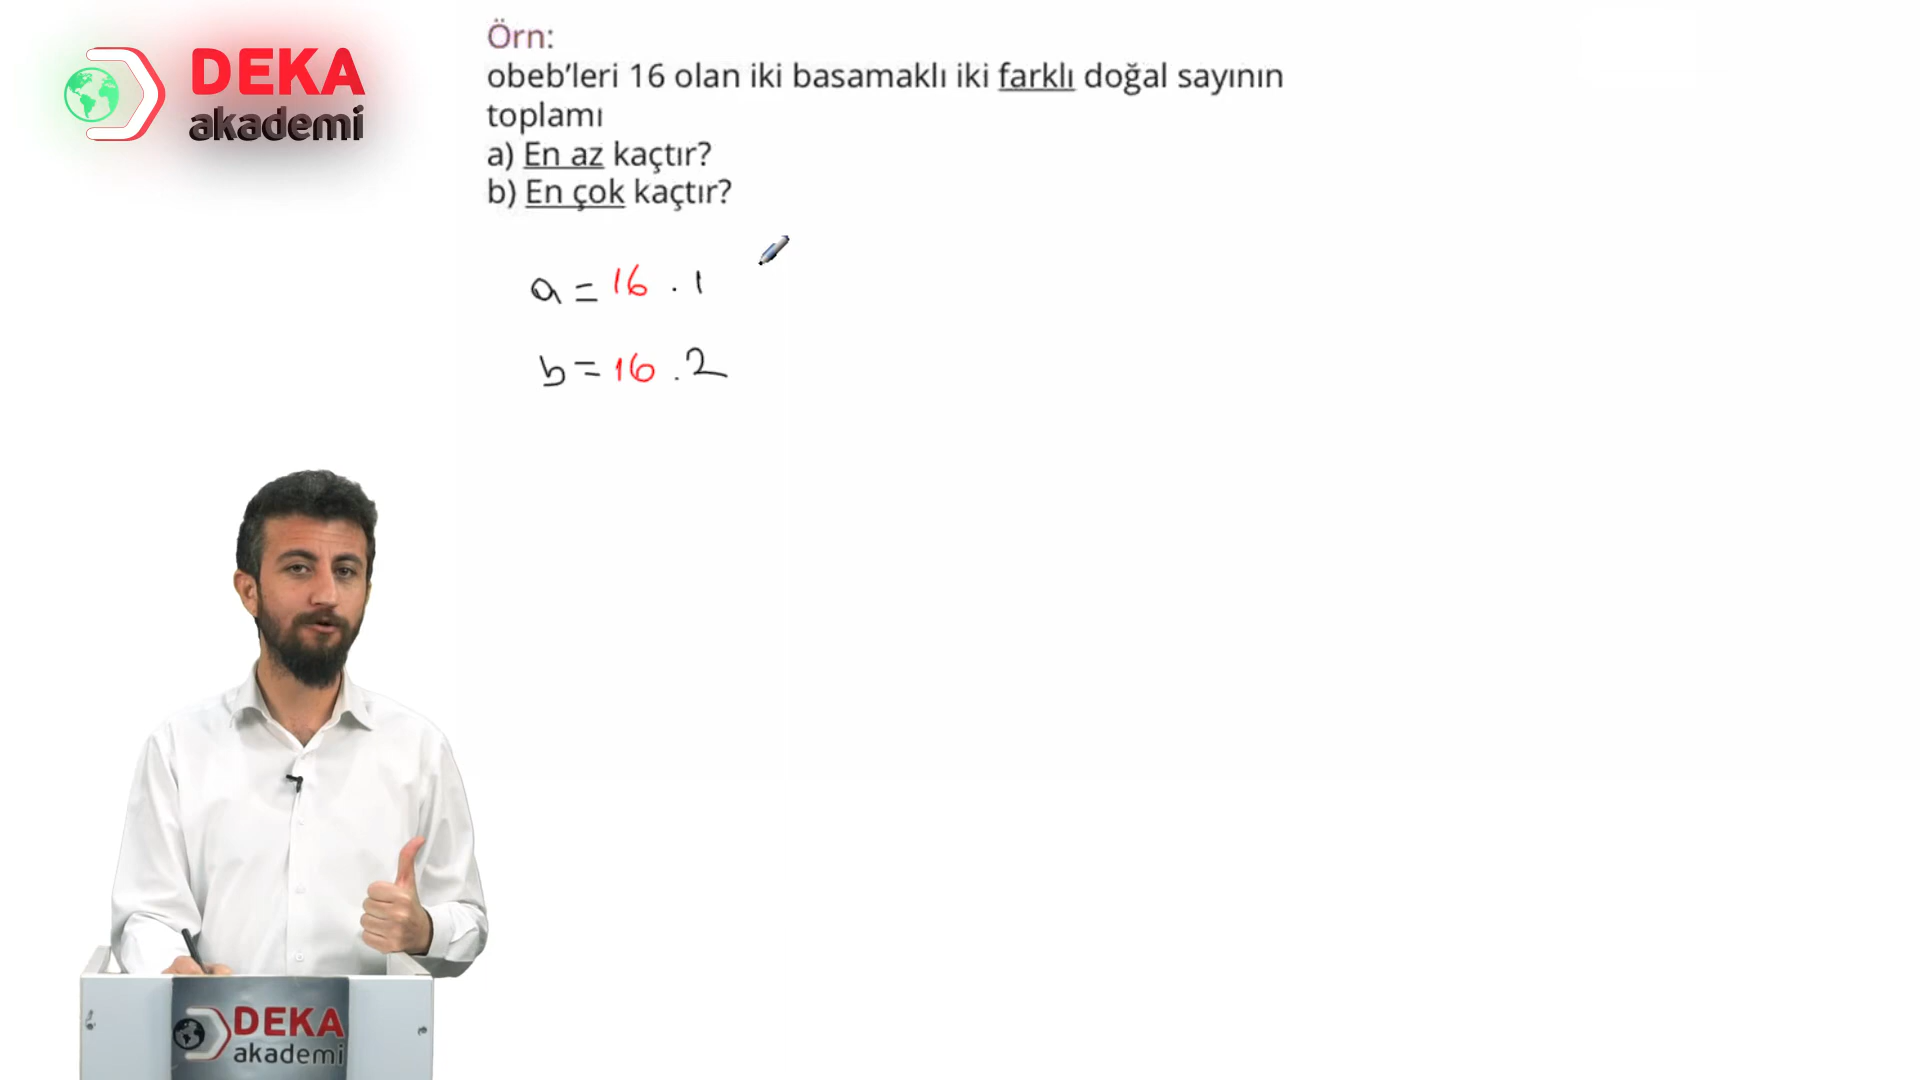 DEKA
akademi
Örn:
obeb’leri 16 olan iki basamaklı iki farklı doğal sayının
toplamı
a) En az kaçtır?
b) En çok kaçtır?
a = 16 . 1
b = 16 . 2
DEKA
akademi